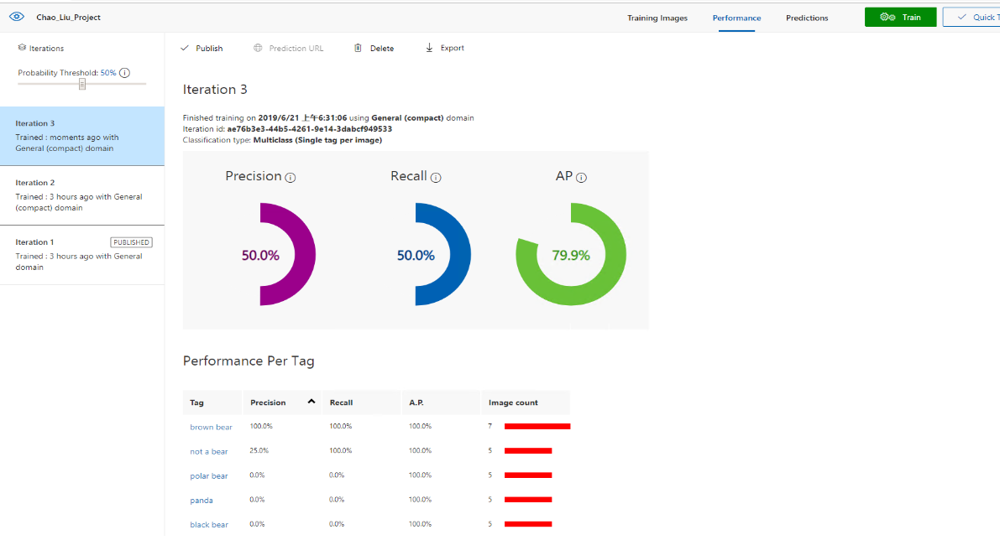 Chao_Liu_Project
Training Images
Performance
Predictions
Train
Quick T
Iterations
Probability Threshold: 50%
Iteration 3
Trained : moments ago with
General (compact) domain
Iteration 2
Trained : 3 hours ago with General
(compact) domain
Iteration 1
PUBLISHED
Trained : 3 hours ago with General
domain
Publish
Prediction URL
Delete
Export
Iteration 3
Finished training on 2019/6/21 上午6:31:06 using General (compact) domain
Iteration id: ae76b3e3-44b5-4261-9e14-3dabcf949533
Classification type: Multiclass (Single tag per image)
Precision
Recall
AP
50.0%
50.0%
79.9%
Performance Per Tag
Tag Precision Recall A.P. Image count
brown bear 100.0% 100.0% 100.0% 7
not a bear 25.0% 100.0% 100.0% 5
polar bear 0.0% 0.0% 100.0% 5
panda 0.0% 0.0% 100.0% 5
black bear 0.0% 0.0% 100.0% 5